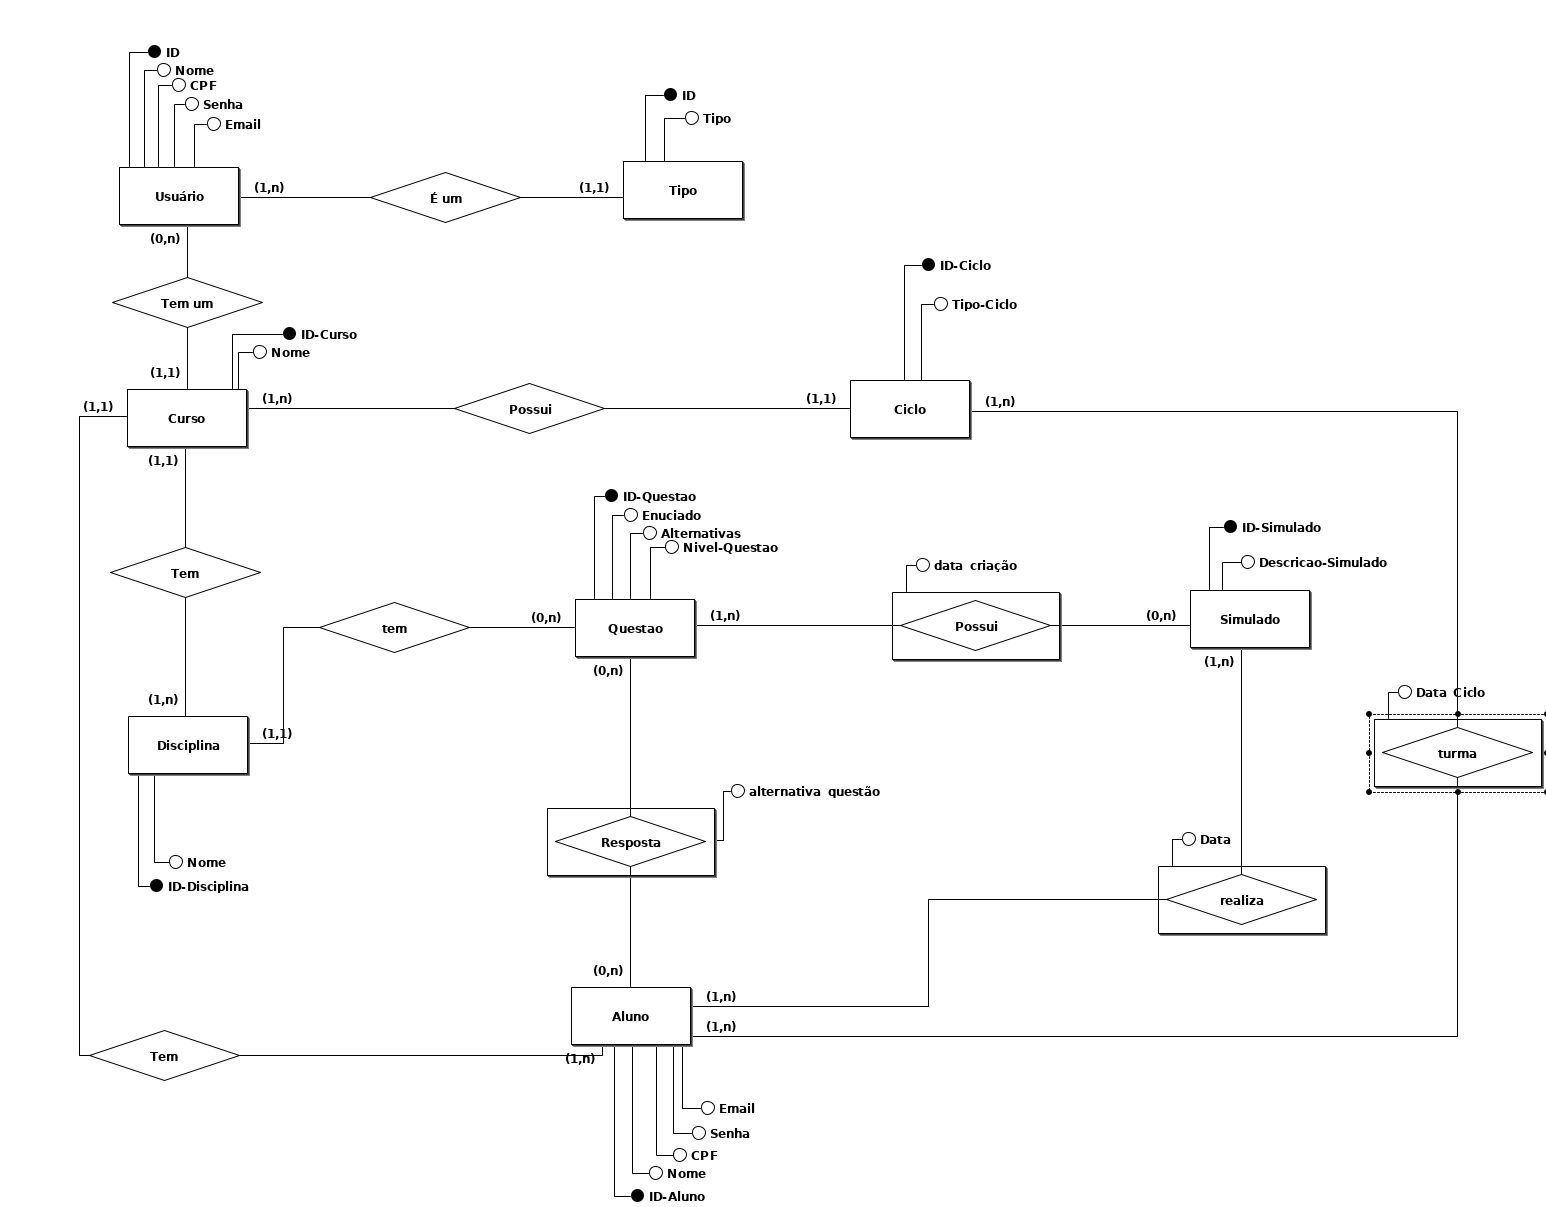 ID
Nome
CPF
Senha
Email
ID
Tipo
Usuário
(1,n)
É um
(1,1)
Tipo
(0,n)
Tem um
ID-Ciclo
Tipo-Ciclo
ID-Curso
Nome
(1,1)
(1,1)
Curso
(1,n)
Possui
(1,1)
Ciclo
(1,n)
(1,1)
ID-Questao
Enuciado
Alternativas
Nivel-Questao
ID-Simulado
Descricao-Simulado
data criação
Tem
tem
(0,n)
Questao
(1,n)
Possui
(0,n)
Simulado
(0,n)
(1,n)
(1,n)
Data Ciclo
Disciplina
(1,1)
turma
alternativa questão
Resposta
Data
Nome
ID-Disciplina
realiza
(0,n)
Aluno
(1,n)
(1,n)
Tem
(1,n)
Email
Senha
CPF
Nome
ID-Aluno